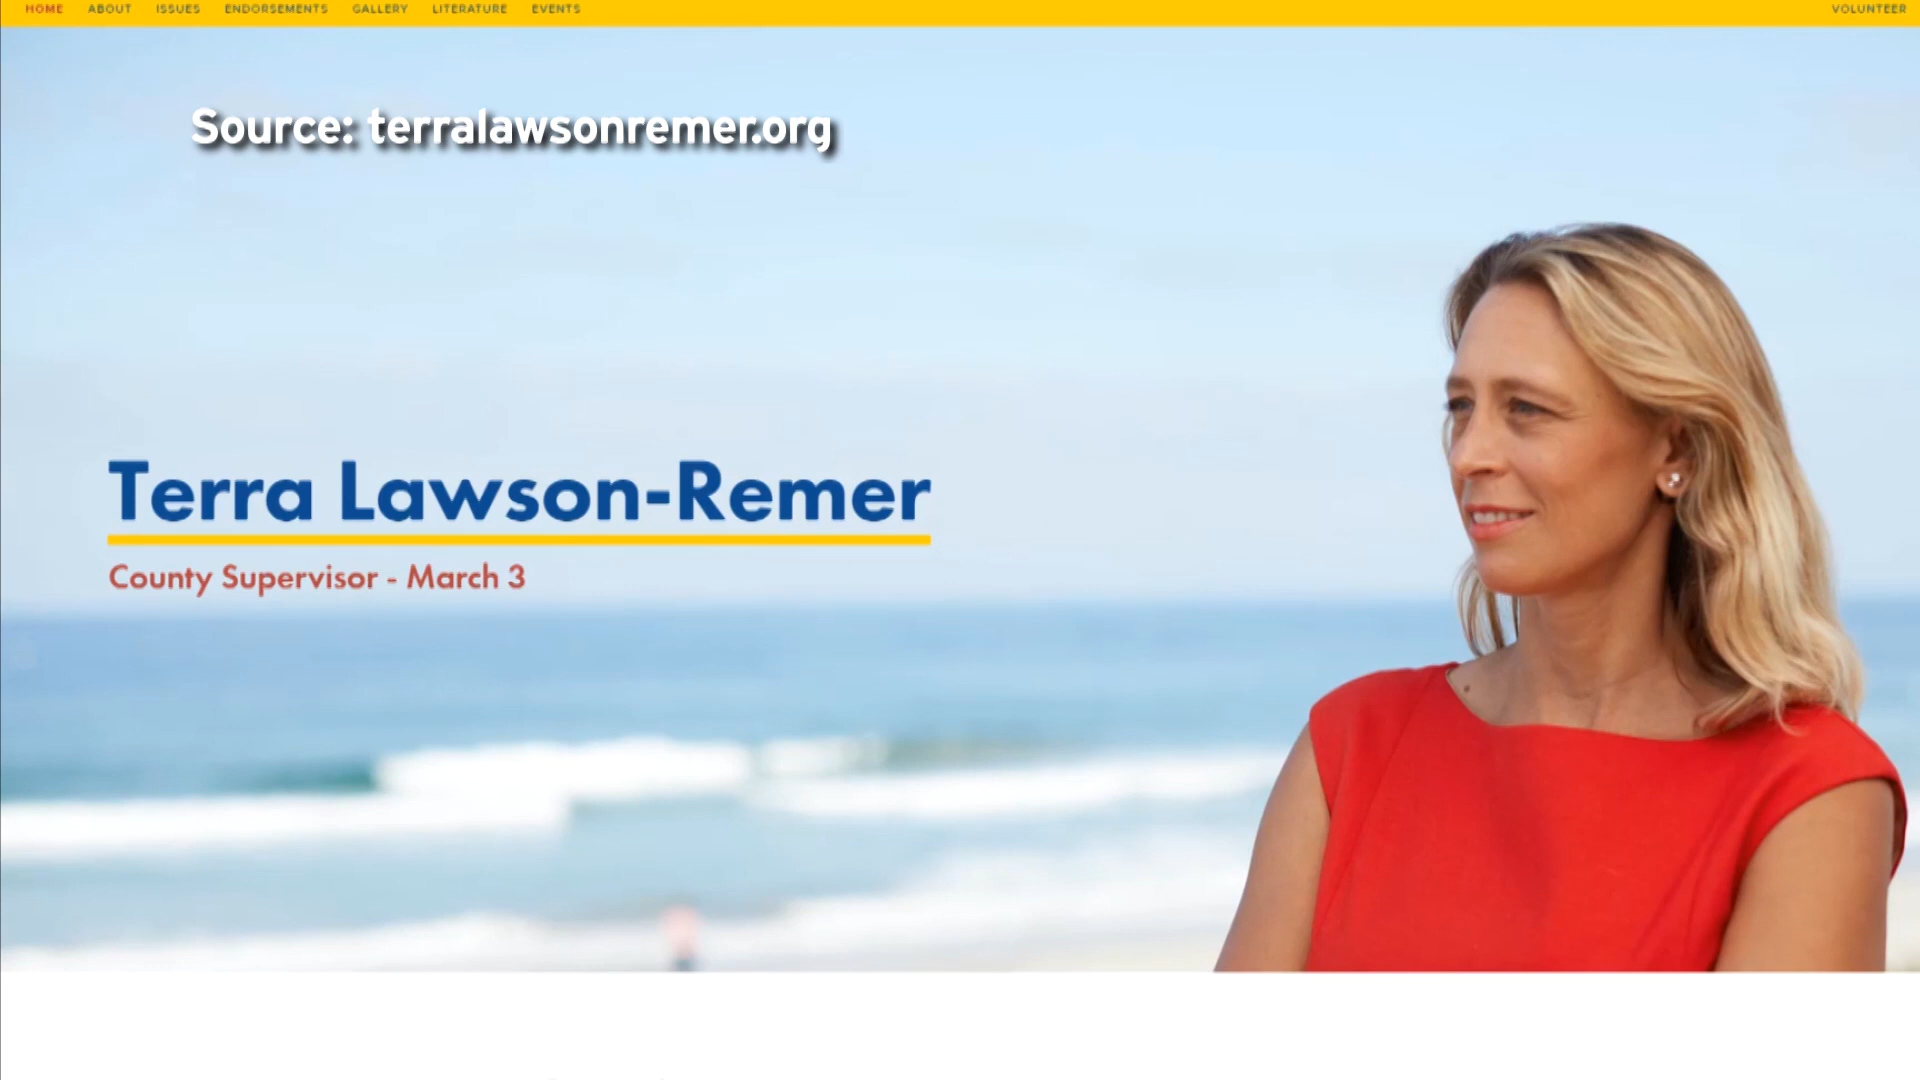 HOME ABOUT ISSUES ENDORSEMENTS GALLERY LITERATURE EVENTS VOLUNTEER
Source: terralawsonremer.org
Terra Lawson-Remer
County Supervisor - March 3